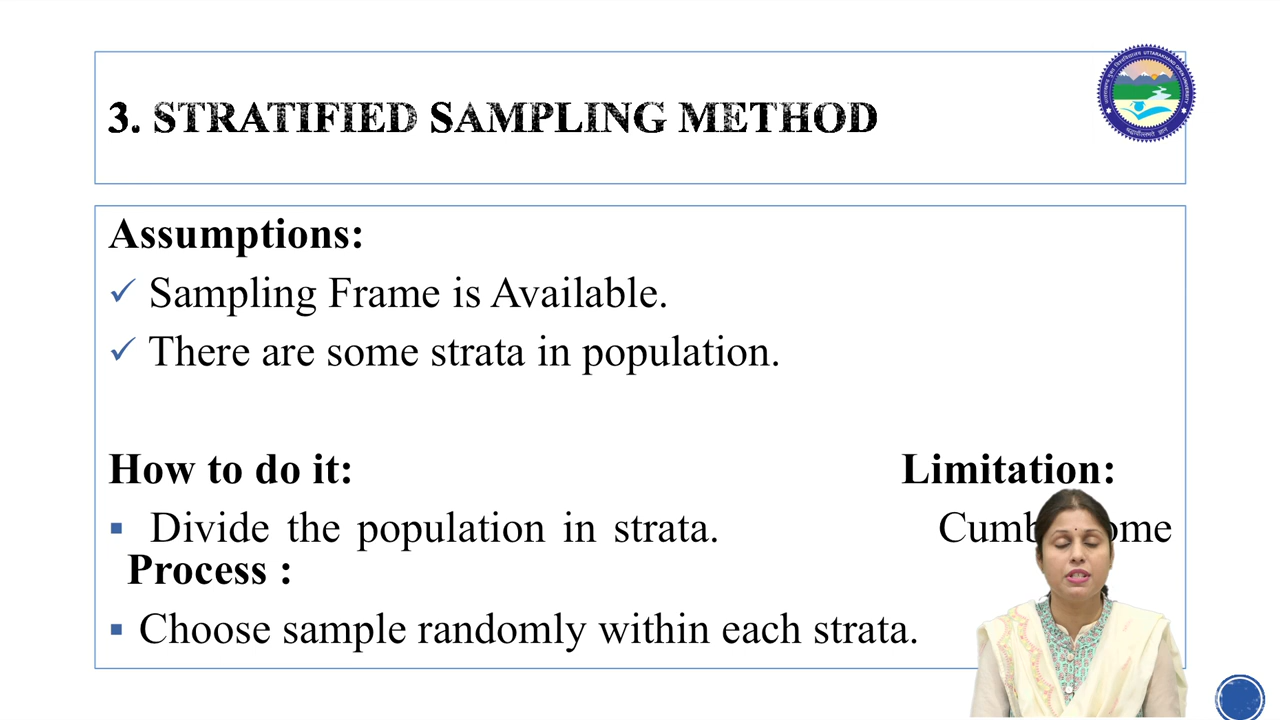 3. STRATIFIED SAMPLING METHOD
Assumptions:
✓ Sampling Frame is Available.
✓ There are some strata in population.
How to do it: Limitation:
▪ Divide the population in strata.
Process :
▪ Choose sample randomly within each strata.